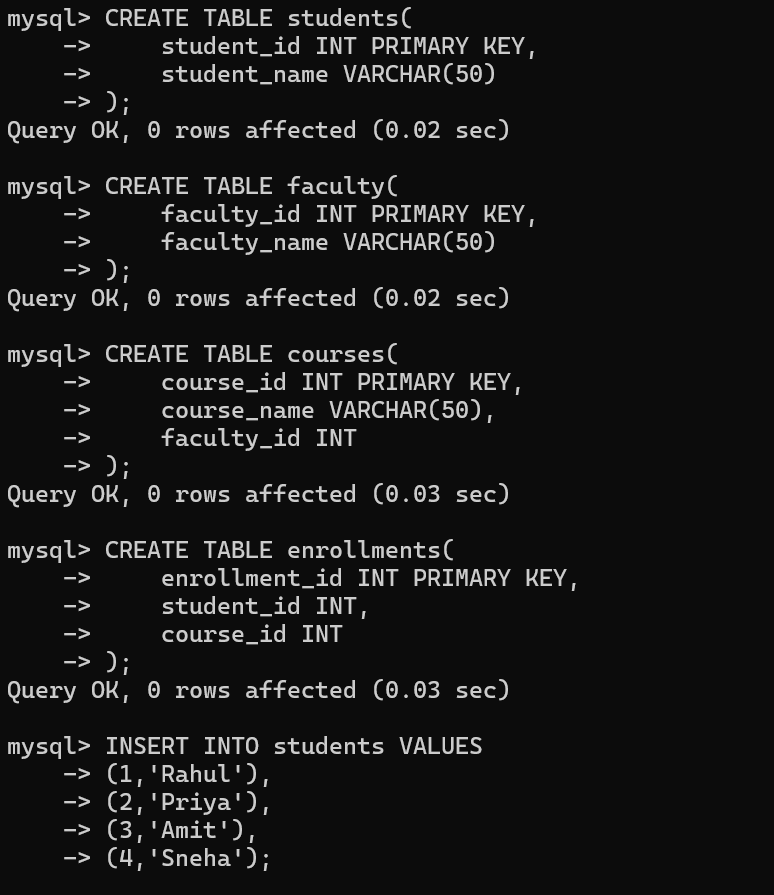 mysql> CREATE TABLE students(
    ->     student_id INT PRIMARY KEY,
    ->     student_name VARCHAR(50)
    -> );
Query OK, 0 rows affected (0.02 sec)

mysql> CREATE TABLE faculty(
    ->     faculty_id INT PRIMARY KEY,
    ->     faculty_name VARCHAR(50)
    -> );
Query OK, 0 rows affected (0.02 sec)

mysql> CREATE TABLE courses(
    ->     course_id INT PRIMARY KEY,
    ->     course_name VARCHAR(50),
    ->     faculty_id INT
    -> );
Query OK, 0 rows affected (0.03 sec)

mysql> CREATE TABLE enrollments(
    ->     enrollment_id INT PRIMARY KEY,
    ->     student_id INT,
    ->     course_id INT
    -> );
Query OK, 0 rows affected (0.03 sec)

mysql> INSERT INTO students VALUES
    -> (1,'Rahul'),
    -> (2,'Priya'),
    -> (3,'Amit'),
    -> (4,'Sneha');